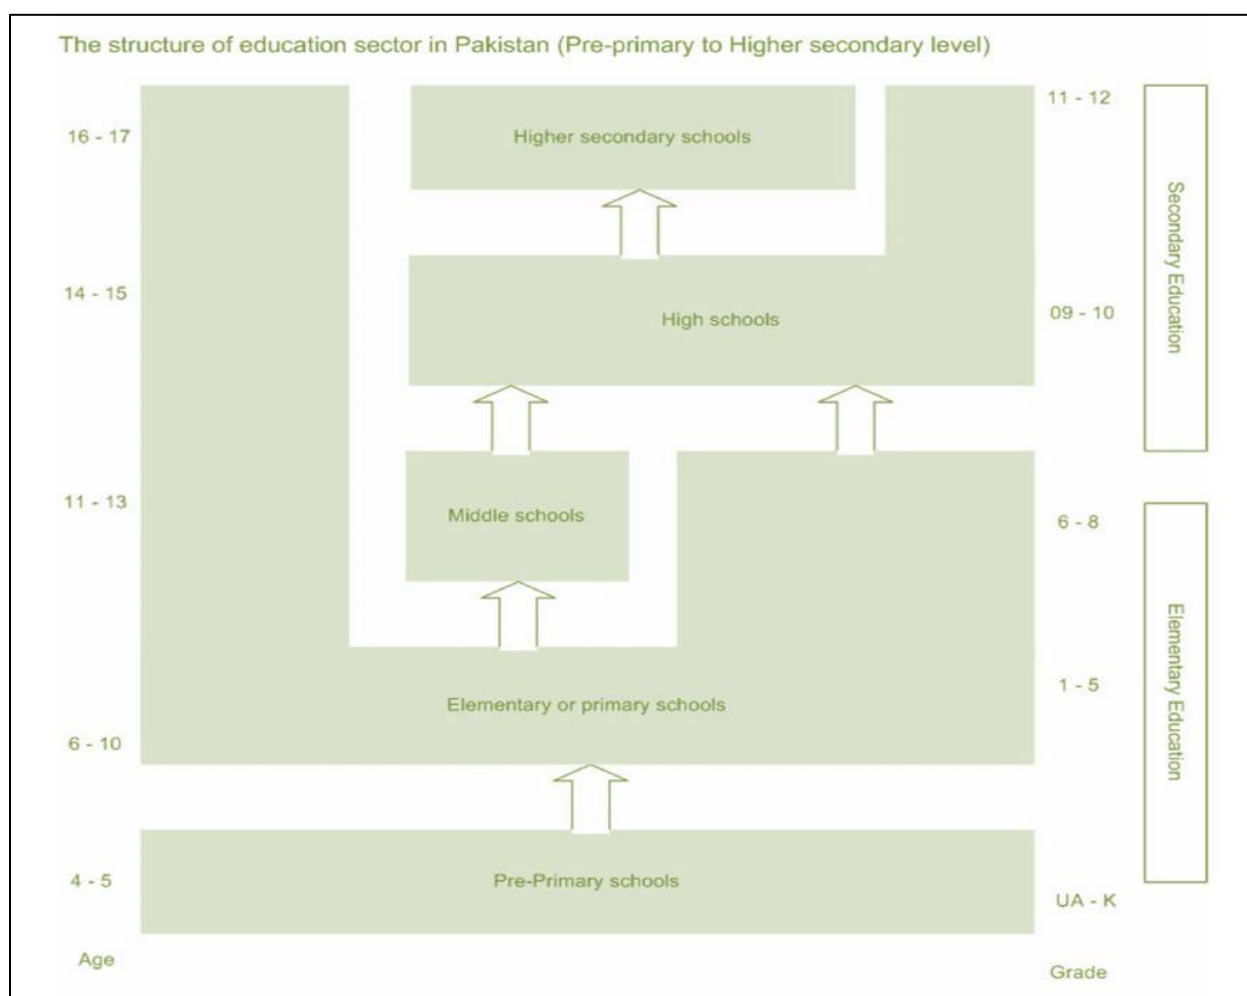 The structure of education sector in Pakistan (Pre-primary to Higher secondary level)
11 - 12
16 - 17
Higher secondary schools
Secondary Education
14 - 15
High schools
09 - 10
11 - 13
Middle schools
6 - 8
Elementary Education
1 - 5
Elementary or primary schools
6 - 10
4 - 5
Pre-Primary schools
UA - K
Age
Grade